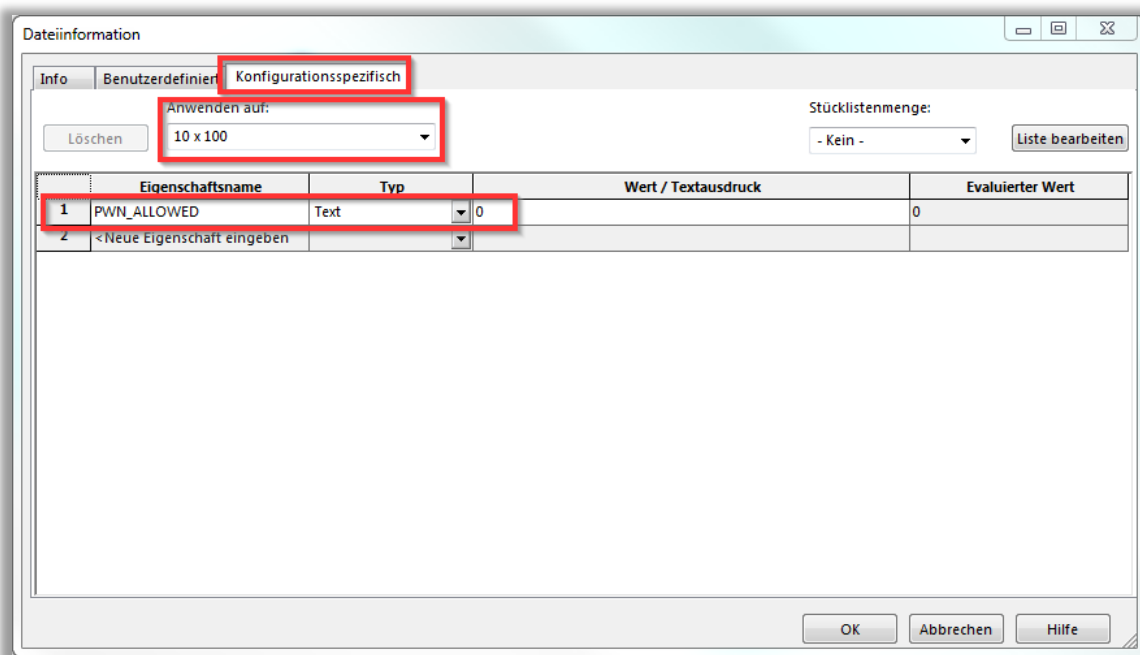 Dateiinformation
Info Benutzerdefiniert Konfigurationsspezifisch
Anwenden auf: Stücklistenmenge:
Löschen 10 x 100 - Kein - Liste bearbeiten
Eigenschaftsname Typ Wert / Textausdruck Evaluierter Wert
1 PWN_ALLOWED Text 0 0
2 <Neue Eigenschaft eingeben
OK Abbrechen Hilfe